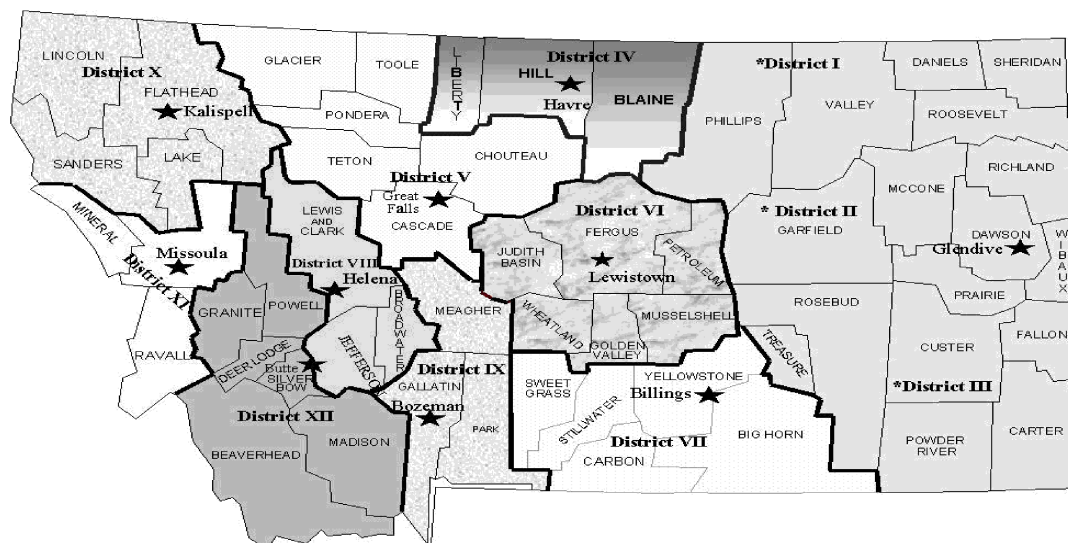 LINCOLN
District X
FLATHEAD
Kalispell
SANDERS
LAKE
GLACIER
TOOLE
PONDERA
TETON
CHOUTEAU
District V
Great
Falls
CASCADE
LIBERTY
District IV
HILL
Havre
BLAINE
*District I
DANIELS
SHERIDAN
PHILLIPS
VALLEY
ROOSEVELT
RICHLAND
MCCONE
* District II
GARFIELD
DAWSON
Glendive
WIBAUX
PRAIRIE
ROSEBUD
TREASURE
CUSTER
FALLON
*District III
POWDER
RIVER
CARTER
MINERAL
Missoula
District XI
RAVALL
LEWIS
AND
CLARK
District VIII
Helena
POWELL
GRANITE
BROADWATER
JEFFERSON
DEER LODGE
Butte
SILVER
BOW
District XII
BEAVERHEAD
MADISON
MEAGHER
District IX
GALLATIN
Bozeman
PARK
District VI
FERGUS
JUDITH
BASIN
PETROLEUM
Lewistown
WHEATLAND
GOLDEN
VALLEY
MUSSELSHELL
SWEET
GRASS
STILLWATER
YELLOWSTONE
Billings
District VII
CARBON
BIG HORN